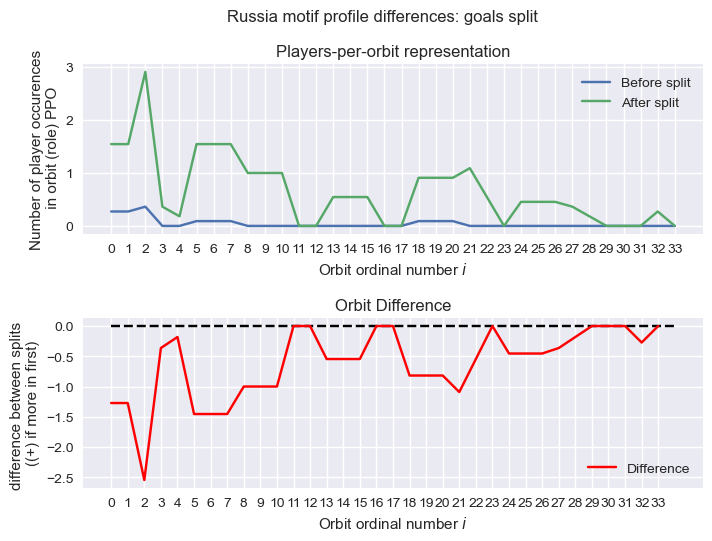 Russia motif profile differences: goals split
Players-per-orbit representation
Number of player occurences
in orbit (role) PPO
3
2
1
0
Before split
After split
0 1 2 3 4 5 6 7 8 9 10 11 12 13 14 15 16 17 18 19 20 21 22 23 24 25 26 27 28 29 30 31 32 33
Orbit ordinal number i
Orbit Difference
difference between splits
((+) if more in first)
0.0
−0.5
−1.0
−1.5
−2.0
−2.5
Difference
0 1 2 3 4 5 6 7 8 9 10 11 12 13 14 15 16 17 18 19 20 21 22 23 24 25 26 27 28 29 30 31 32 33
Orbit ordinal number i